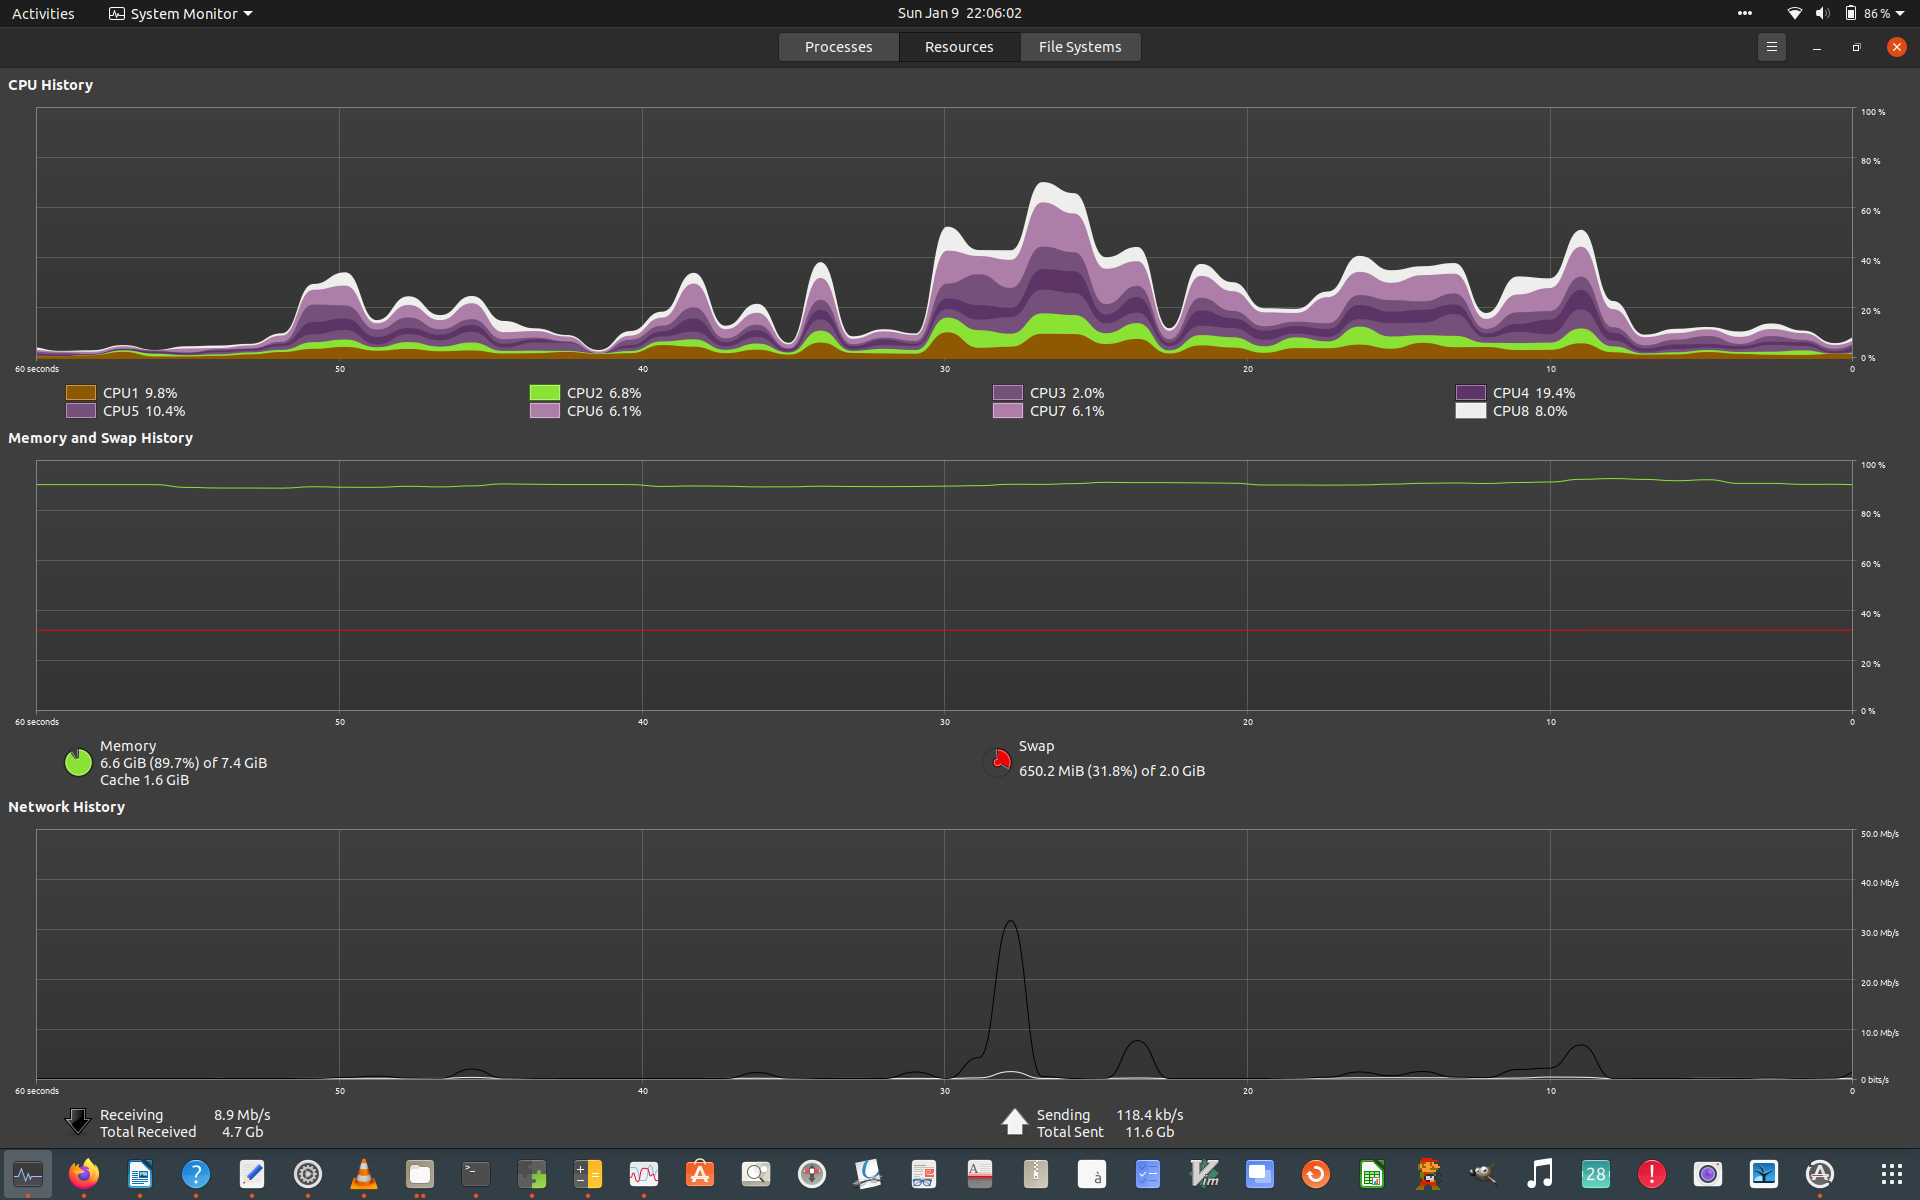 Activities
System Monitor
Sun Jan 9 22:06:02
86 %
Processes
Resources
File Systems
CPU History
100 %
80 %
60 %
40 %
20 %
0 %
60 seconds 50 40 30 20 10 0
CPU1 9.8%
CPU2 6.8%
CPU3 2.0%
CPU4 19.4%
CPU5 10.4%
CPU6 6.1%
CPU7 6.1%
CPU8 8.0%
Memory and Swap History
100 %
80 %
60 %
40 %
20 %
0 %
60 seconds 50 40 30 20 10 0
Memory
6.6 GiB (89.7%) of 7.4 GiB
Cache 1.6 GiB
Swap
650.2 MiB (31.8%) of 2.0 GiB
Network History
50.0 Mb/s
40.0 Mb/s
30.0 Mb/s
20.0 Mb/s
10.0 Mb/s
0 bits/s
60 seconds 50 40 30 20 10 0
Receiving 8.9 Mb/s
Total Received 4.7 Gb
Sending 118.4 kb/s
Total Sent 11.6 Gb
?
>_
A
à
Vim
28
!